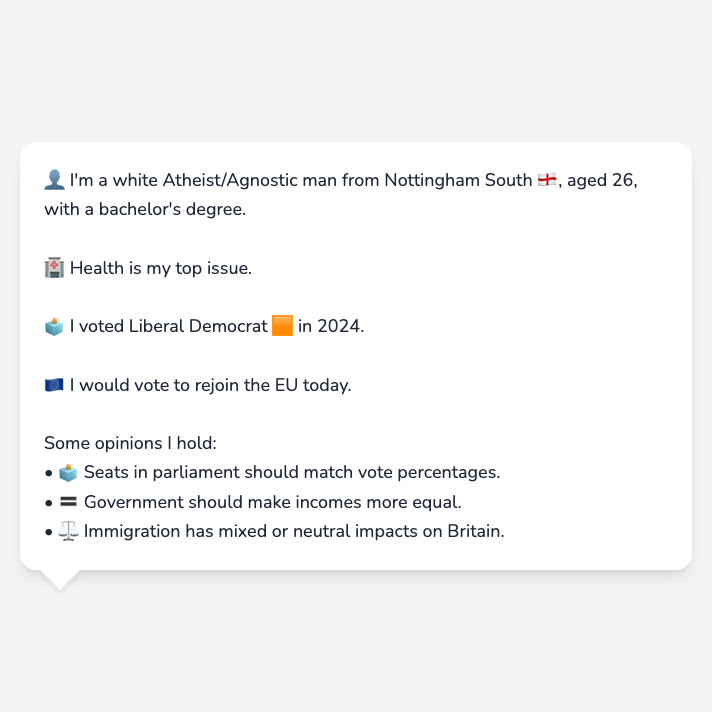 👤 I'm a white Atheist/Agnostic man from Nottingham South 🏴󠁧󠁢󠁥󠁮󠁧󠁿, aged 26,
with a bachelor's degree.
🏥 Health is my top issue.
🗳️ I voted Liberal Democrat 🟧 in 2024.
🇪🇺 I would vote to rejoin the EU today.
Some opinions I hold:
• 🗳️ Seats in parliament should match vote percentages.
• 🟰 Government should make incomes more equal.
• ⚖️ Immigration has mixed or neutral impacts on Britain.